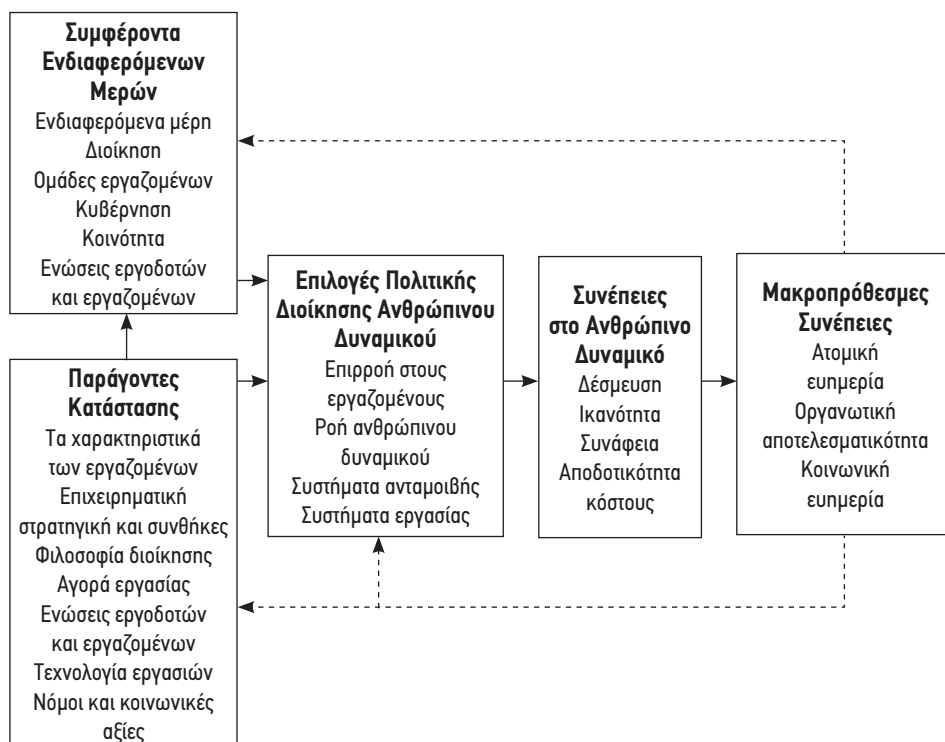 Συμφέροντα
Ενδιαφερόμενων
Μερών
Ενδιαφερόμενα μέρη
Διοίκηση
Ομάδες εργαζομένων
Κυβέρνηση
Κοινότητα
Ενώσεις εργοδοτών
και εργαζομένων
Παράγοντες
Κατάστασης
Τα χαρακτηριστικά
των εργαζομένων
Επιχειρηματική
στρατηγική και συνθήκες
Φιλοσοφία διοίκησης
Αγορά εργασίας
Ενώσεις εργοδοτών
και εργαζομένων
Τεχνολογία εργασιών
Νόμοι και κοινωνικές
αξίες
Επιλογές Πολιτικής
Διοίκησης Ανθρώπινου
Δυναμικού
Επιρροή στους
εργαζομένους
Ροή ανθρώπινου
δυναμικού
Συστήματα ανταμοιβής
Συστήματα εργασίας
Συνέπειες
στο Ανθρώπινο
Δυναμικό
Δέσμευση
Ικανότητα
Συνάφεια
Αποδοτικότητα
κόστους
Μακροπρόθεσμες
Συνέπειες
Ατομική
ευημερία
Οργανωτική
αποτελεσματικότητα
Κοινωνική
ευημερία